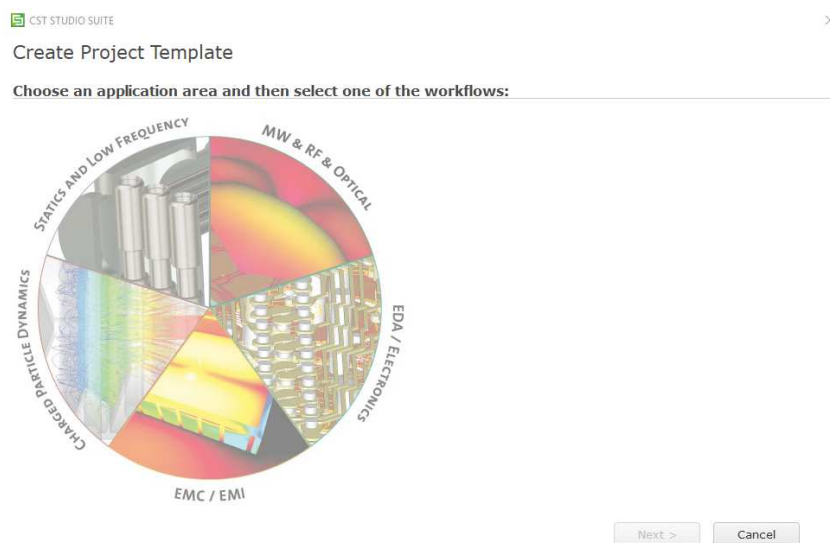 CST STUDIO SUITE
Create Project Template
Choose an application area and then select one of the workflows:
STATICS AND LOW FREQUENCY
MW & RF & OPTICAL
CHARGED PARTICLE DYNAMICS
EDA / ELECTRONICS
EMC / EMI
Next >
Cancel